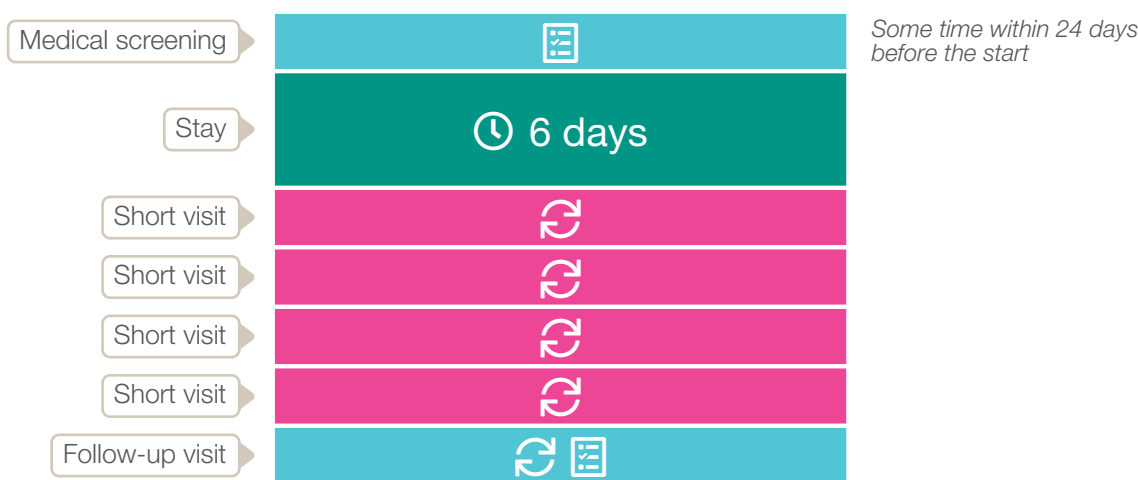 Medical screening
Some time within 24 days
before the start
Stay
6 days
Short visit
Short visit
Short visit
Short visit
Follow-up visit